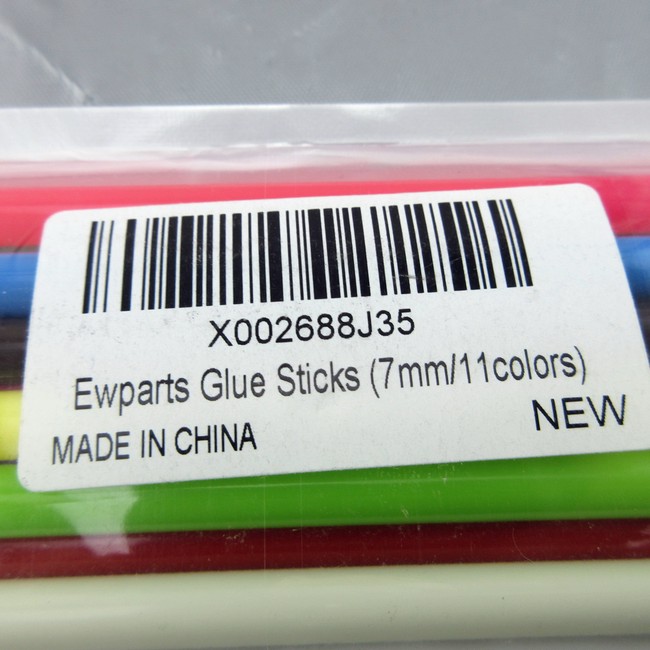 X002688J35
Ewparts Glue Sticks (7mm/11colors)
NEW
MADE IN CHINA